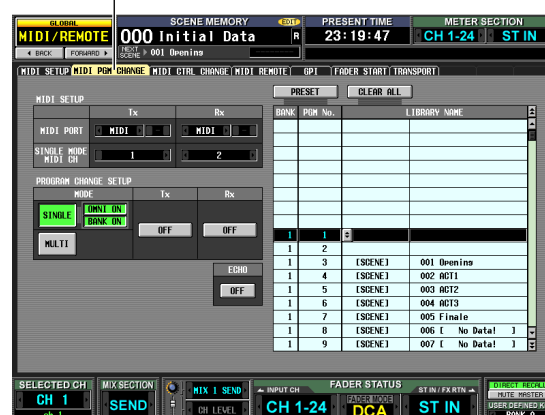 GLOBAL SCENE MEMORY EDIT PRESENT TIME METER SECTION
MIDI/REMOTE 000 Initial Data R 23:19:47 CH 1-24 ST IN
BACK FORWARD NEXT SCENE 001 Opening
MIDI SETUP MIDI PGM CHANGE MIDI CTRL CHANGE MIDI REMOTE GPI FADER START TRANSPORT
PRESET CLEAR ALL
MIDI SETUP
Tx Rx
MIDI PORT MIDI - MIDI -
SINGLE MODE MIDI CH 1 2
PROGRAM CHANGE SETUP
MODE Tx Rx
SINGLE OMNI ON BANK ON OFF OFF
MULTI
ECHO
OFF
BANK PGM No. LIBRARY NAME
1 1
1 2
1 3 [SCENE] 001 Opening
1 4 [SCENE] 002 ACT1
1 5 [SCENE] 003 ACT2
1 6 [SCENE] 004 ACT3
1 7 [SCENE] 005 Finale
1 8 [SCENE] 006 [ No Data! ]
1 9 [SCENE] 007 [ No Data! ]
SELECTED CH MIX SECTION MIX 1 SEND INPUT CH FADER STATUS ST IN / FX RTN DIRECT RECALL
CH 1 SEND CH LEVEL CH 1-24 FADER MODE DCA ST IN MUTE MASTER
ch 1 USER DEFINED K
BANK A